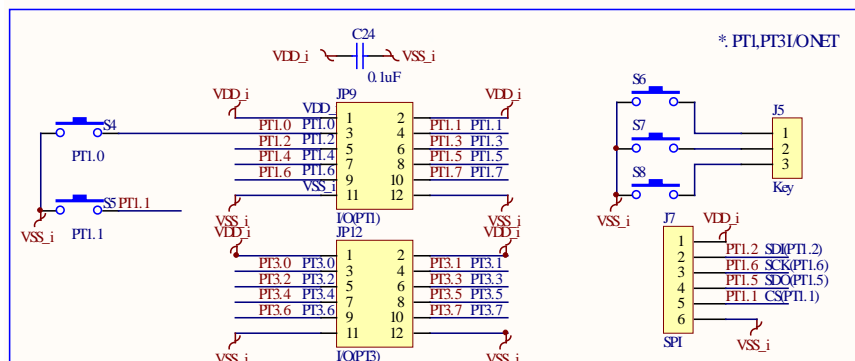 *. PT1,PT3 I/O NET
C24
VDD_i VSS_i
0.1uF
JP9
VDD_i VDD_ 1 2 VDD_i
PT1.0 PT1.0 3 4 PT1.1 PT1.1
PT1.2 PT1.2 5 6 PT1.3 PT1.3
PT1.4 PT1.4 7 8 PT1.5 PT1.5
PT1.6 PT1.6 9 10 PT1.7 PT1.7
VSS_i VSS_i 11 12 VSS_i
I/O(PT1)
S4
PT1.0
S5 PT1.1
VSS_i PT1.1
JP12
VDD_i 1 2 VDD_i
PT3.0 PT3.0 3 4 PT3.1 PT3.1
PT3.2 PT3.2 5 6 PT3.3 PT3.3
PT3.4 PT3.4 7 8 PT3.5 PT3.5
PT3.6 PT3.6 9 10 PT3.7 PT3.7
VSS_i 11 12 VSS_i
I/O(PT3)
S6
S7
S8
VSS_i
J5
1
2
3
Key
J7
1 VDD_i
2 PT1.2 SDI(PT1.2)
3 PT1.6 SCK(PT1.6)
4 PT1.5 SDO(PT1.5)
5 PT1.1 CS(PT1.1)
6 VSS_i
SPI